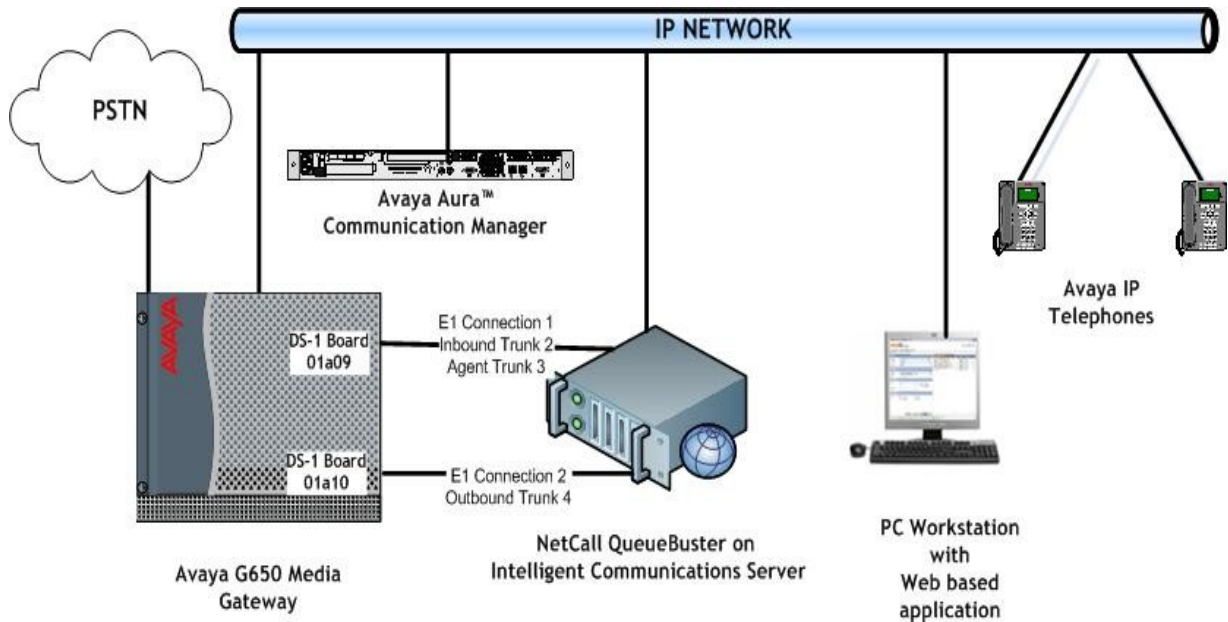 IP NETWORK
PSTN
Avaya Aura™
Communication Manager
Avaya IP
Telephones
AVAYA
DS-1 Board
01a09
E1 Connection 1
Inbound Trunk 2
Agent Trunk 3
DS-1 Board
01a10
E1 Connection 2
Outbound Trunk 4
NetCall QueueBuster on
Intelligent Communications Server
PC Workstation
with
Web based
application
Avaya G650 Media
Gateway